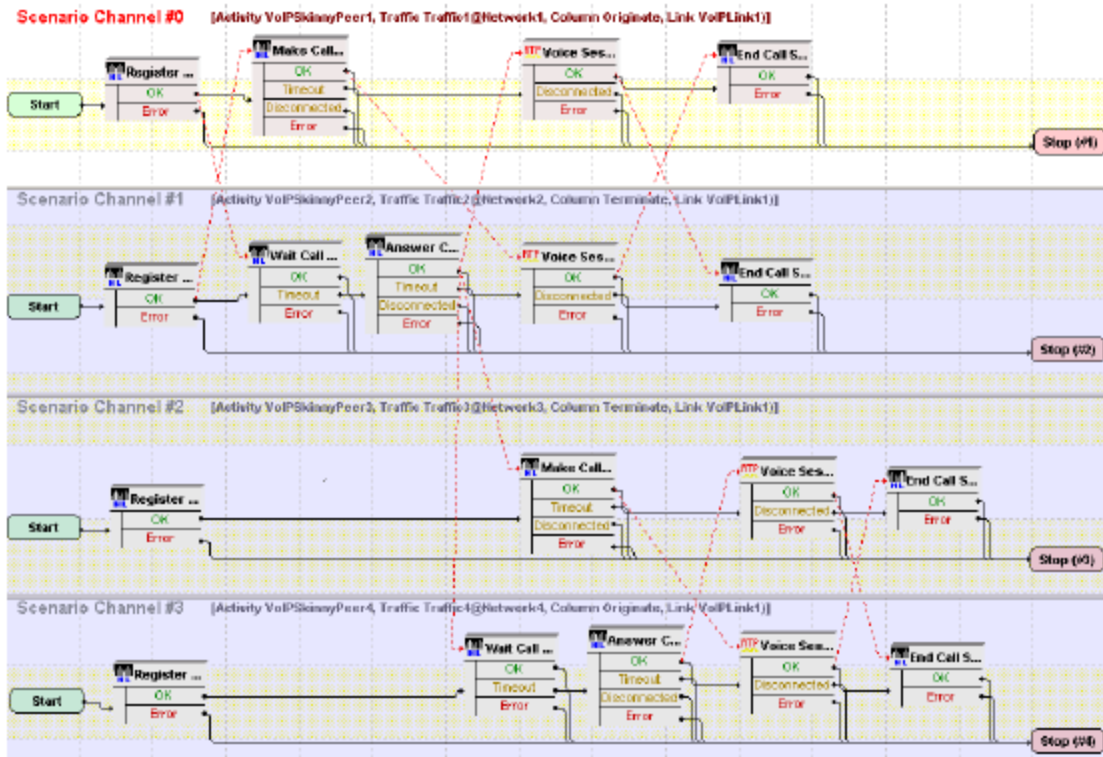 Scenario Channel #0 [Activity VoIPSkinnyPeer1, Traffic Traffic1@Network1, Column Originate, Link VoIPLink1)]
Start
Register ...
OK
Error
Make Call...
OK
Timeout
Disconnected
Error
RTP Voice Ses...
OK
Disconnected
Error
End Call S...
OK
Error
Stop (#1)
Scenario Channel #1 [Activity VoIPSkinnyPeer2, Traffic Traffic2@Network2, Column Terminate, Link VoIPLink1)]
Start
Register ...
OK
Error
Wait Call ...
OK
Timeout
Error
Answer C...
OK
Timeout
Disconnected
Error
RTP Voice Ses...
OK
Disconnected
Error
End Call S...
OK
Error
Stop (#2)
Scenario Channel #2 [Activity VoIPSkinnyPeer3, Traffic Traffic3@Network3, Column Terminate, Link VoIPLink1)]
Start
Register ...
OK
Error
Make Call...
OK
Timeout
Disconnected
Error
RTP Voice Ses...
OK
Disconnected
Error
End Call S...
OK
Error
Stop (#3)
Scenario Channel #3 [Activity VoIPSkinnyPeer4, Traffic Traffic4@Network4, Column Originate, Link VoIPLink1)]
Start
Register ...
OK
Error
Wait Call ...
OK
Timeout
Error
Answer C...
OK
Timeout
Disconnected
Error
RTP Voice Ses...
OK
Disconnected
Error
End Call S...
OK
Error
Stop (#4)